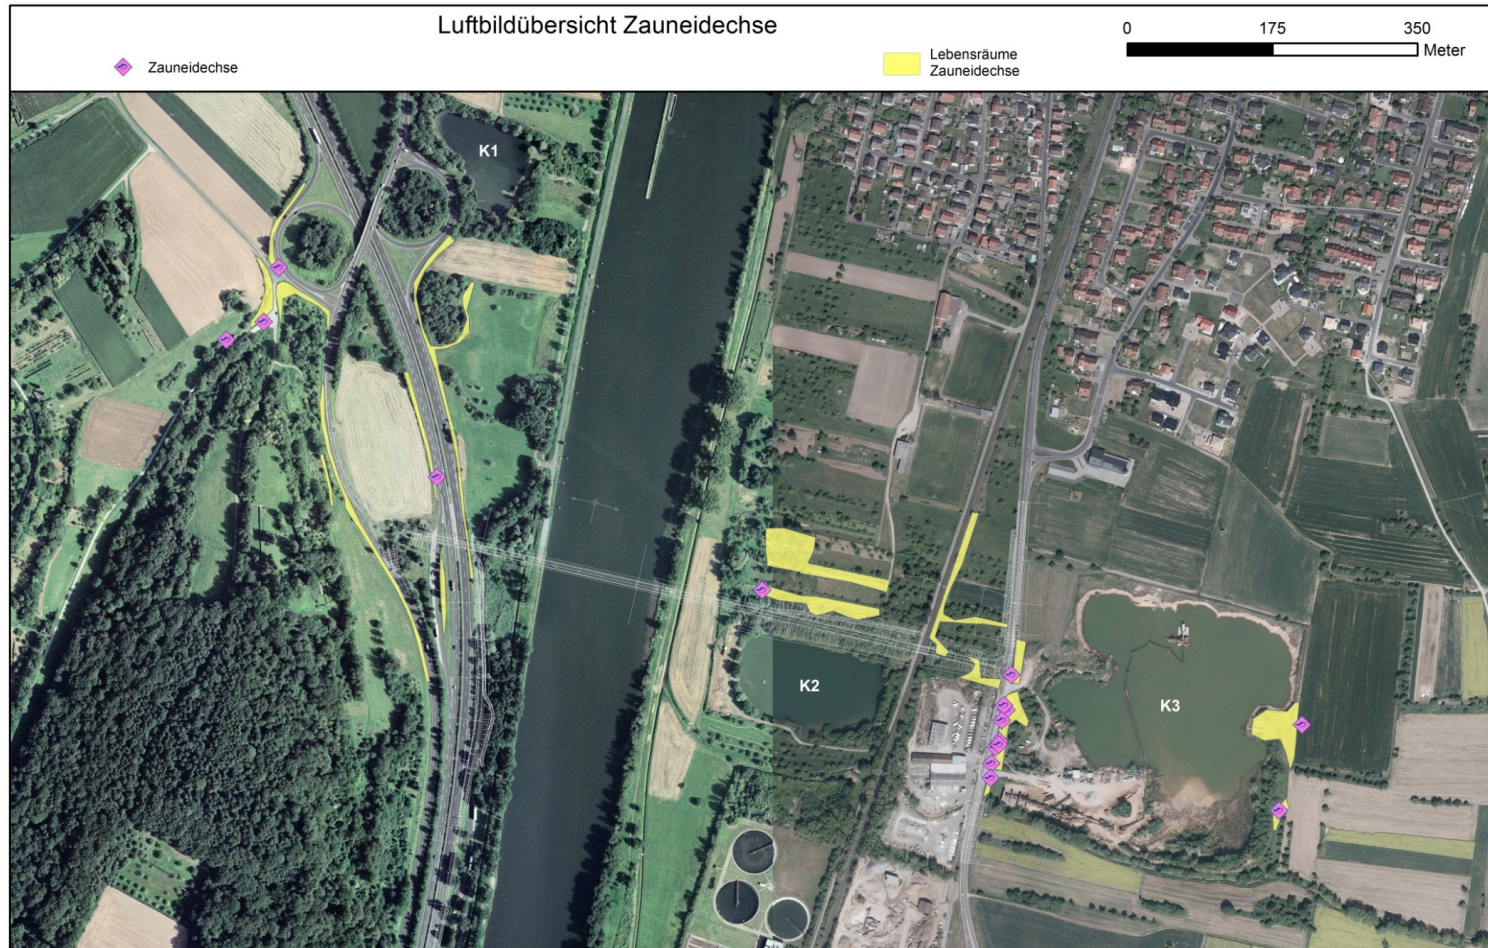 Luftbildübersicht Zauneidechse
Zauneidechse
Lebensräume
Zauneidechse
0 175 350
Meter
K1
K2
K3